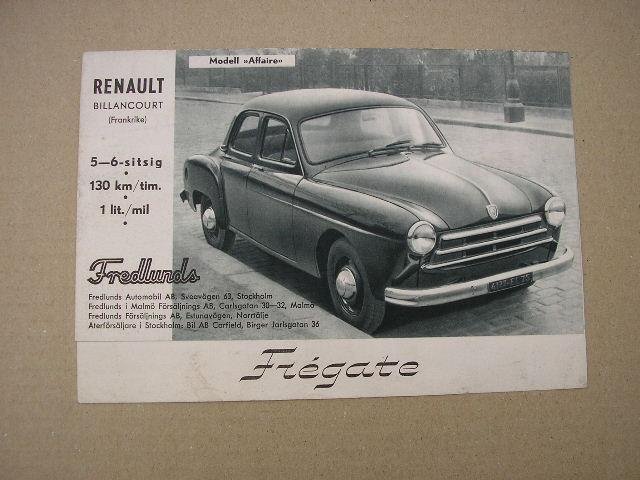 Modell »Affaire»
RENAULT
BILLANCOURT
(Frankrike)
5—6-sitsig
130 km/tim.
1 lit./mil
Fredlunds
Fredlunds Automobil AB, Sveavägen 63, Stockholm
Fredlunds i Malmö Försäljnings AB, Carlsgatan 30—32, Malmö
Fredlunds Försäljnings AB, Estunavägen, Norrtälje
Återförsäljare i Stockholm: Bil AB Carfield, Birger Jarlsgatan 36
Frégate